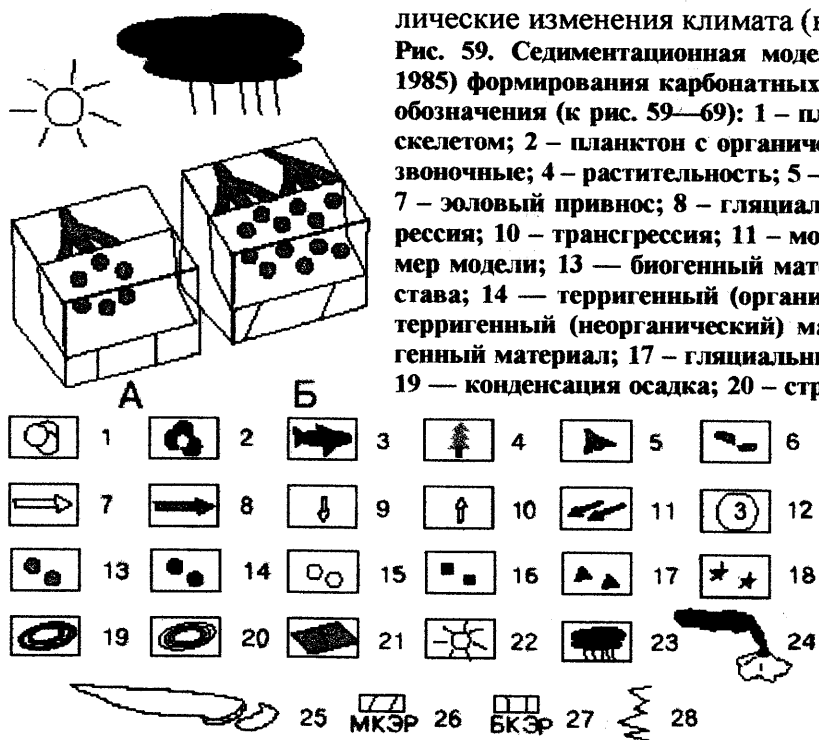 лические изменения климата (
Рис. 59. Седиментационная моде
1985) формирования карбонатных
обозначения (к рис. 59—69): 1 – п
скелетом; 2 – планктон с органиче
звоночные; 4 – растительность; 5 –
7 – эоловый привнос; 8 – гляциал
рессия; 10 – трансгрессия; 11 – мо
мер модели; 13 — биогенный мат
става; 14 — терригенный (органи
терригенный (неорганический) ма
генный материал; 17 – гляциальны
19 — конденсация осадка; 20 – стр
А Б
1 2 3 4 5 6
7 8 9 10 11 3 12
13 14 15 16 17 18
19 20 21 22 23 24
25 МКЭР 26 БКЭР 27 28